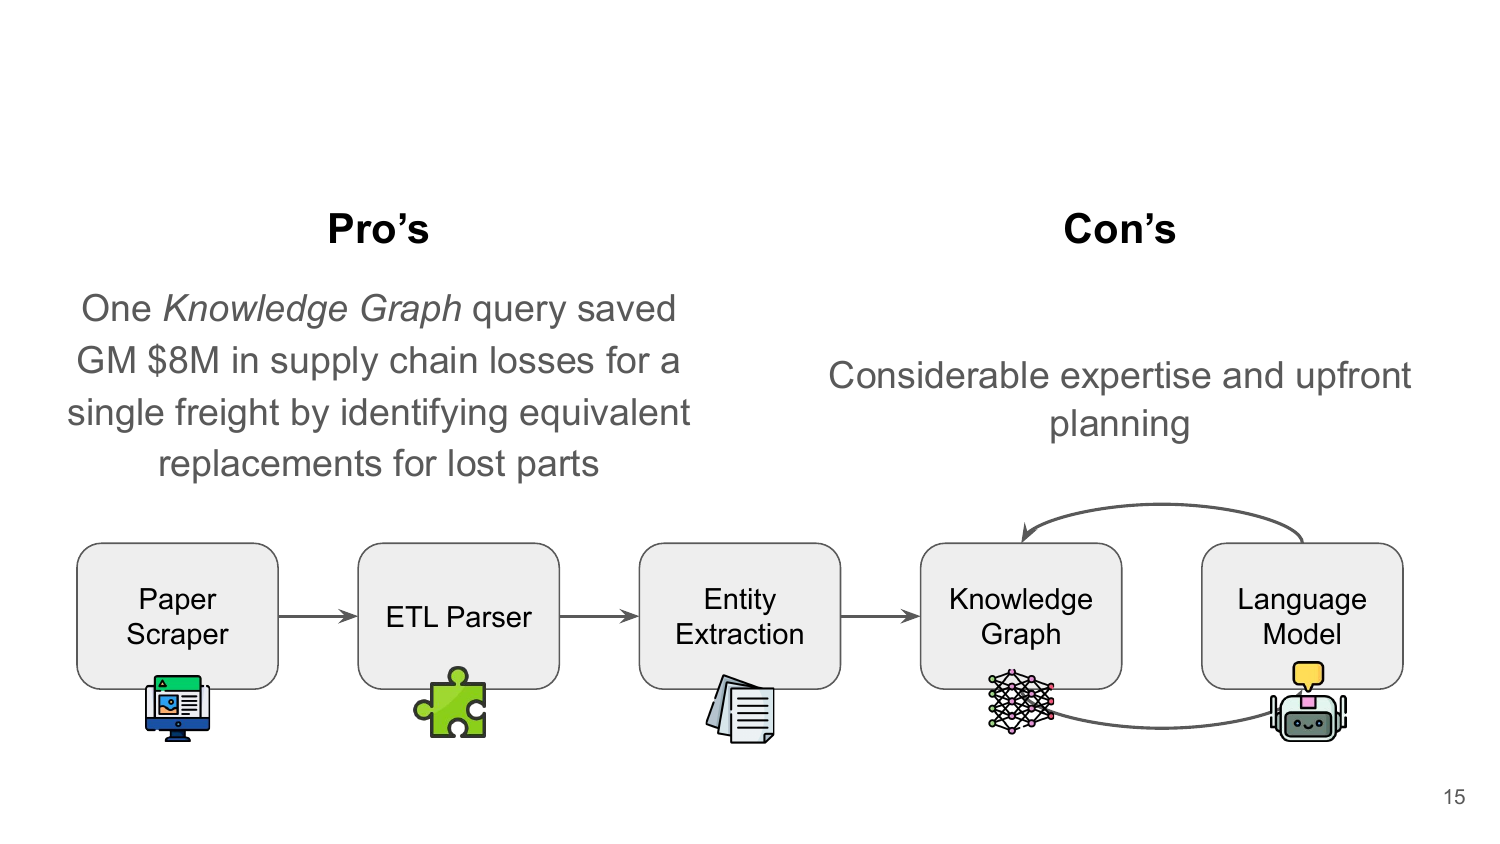 Pro’s
One Knowledge Graph query saved
GM $8M in supply chain losses for a
single freight by identifying equivalent
replacements for lost parts
Con’s
Considerable expertise and upfront
planning
Paper
Scraper
ETL Parser
Entity
Extraction
Knowledge
Graph
Language
Model
15